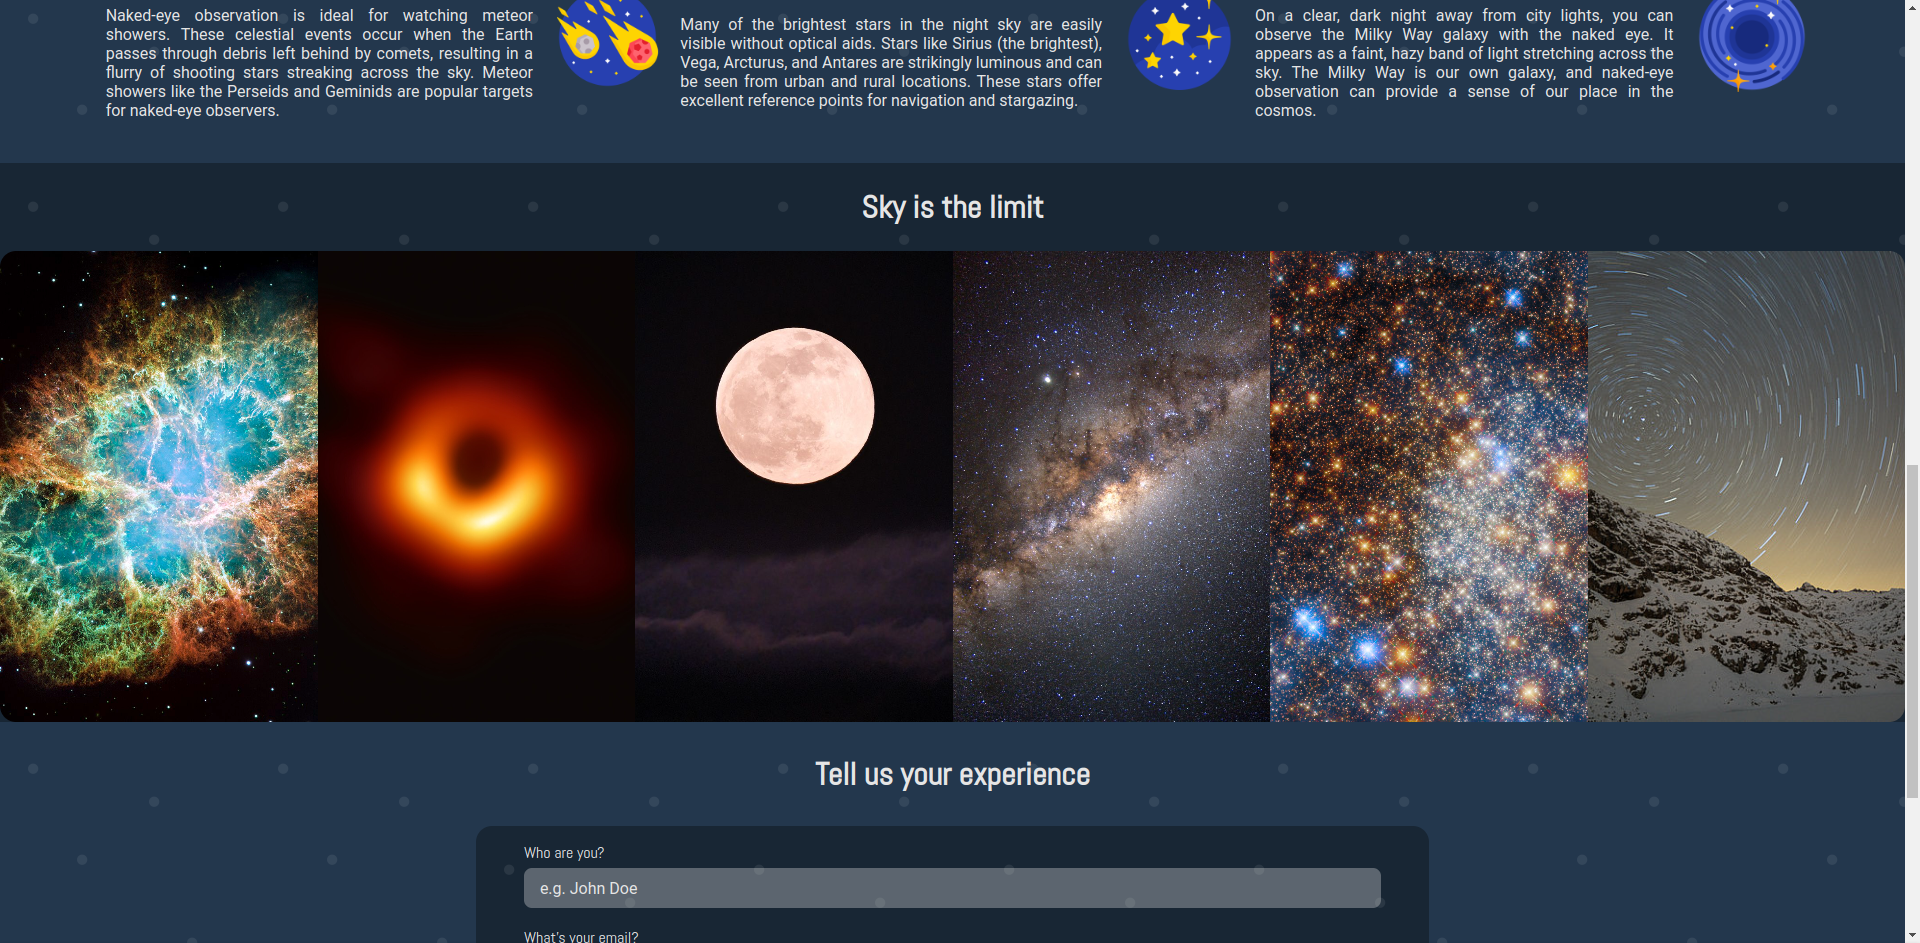 Naked-eye observation is ideal for watching meteor
showers. These celestial events occur when the Earth
passes through debris left behind by comets, resulting in a
flurry of shooting stars streaking across the sky. Meteor
showers like the Perseids and Geminids are popular targets
for naked-eye observers.
Many of the brightest stars in the night sky are easily
visible without optical aids. Stars like Sirius (the brightest),
Vega, Arcturus, and Antares are strikingly luminous and can
be seen from urban and rural locations. These stars offer
excellent reference points for navigation and stargazing.
On a clear, dark night away from city lights, you can
observe the Milky Way galaxy with the naked eye. It
appears as a faint, hazy band of light stretching across the
sky. The Milky Way is our own galaxy, and naked-eye
observation can provide a sense of our place in the
cosmos.
Sky is the limit
Tell us your experience
Who are you?
e.g. John Doe
What's your email?